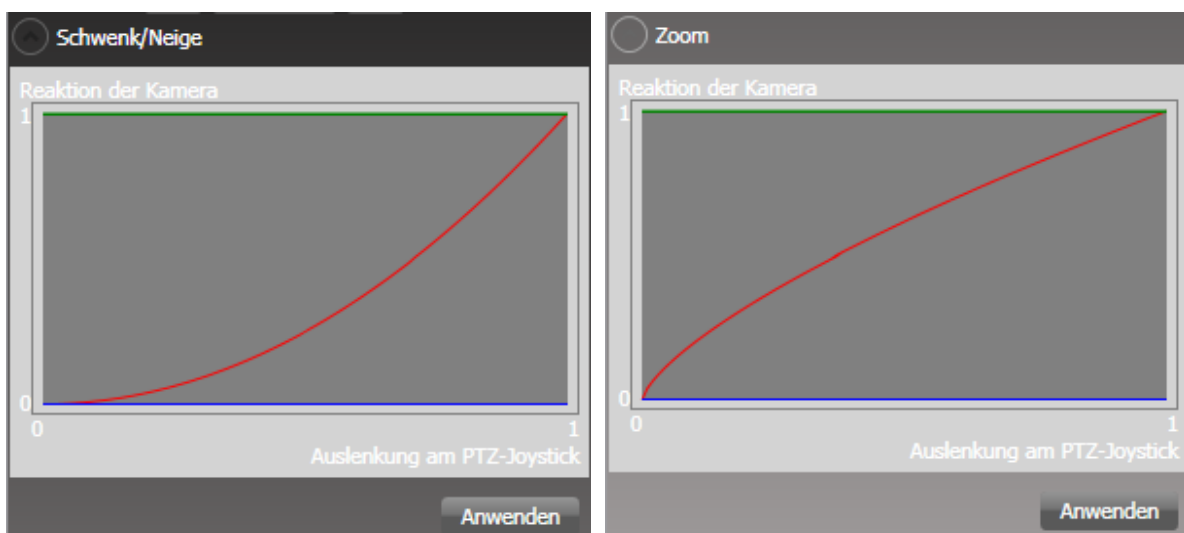 Schwenk/Neige
Reaktion der Kamera
1
0
0
1
Auslenkung am PTZ-Joystick
Anwenden
Zoom
Reaktion der Kamera
1
0
0
1
Auslenkung am PTZ-Joystick
Anwenden